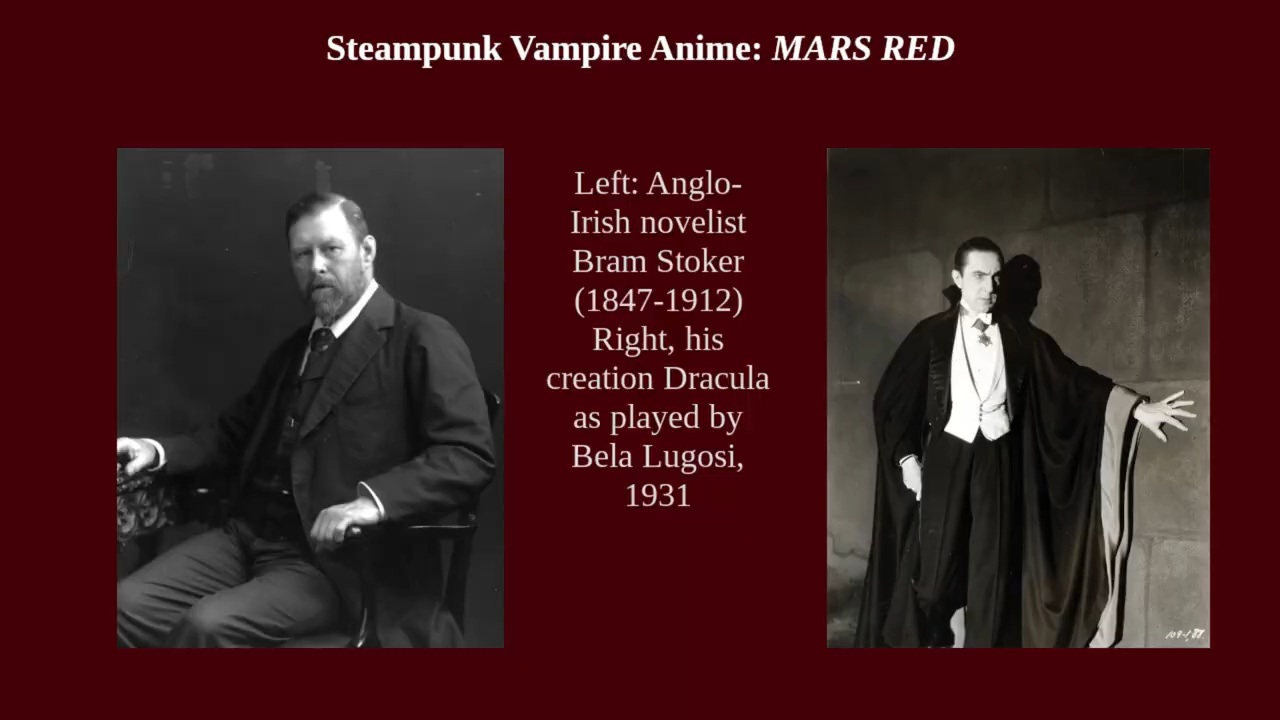 Steampunk Vampire Anime: MARS RED
Left: Anglo-
Irish novelist
Bram Stoker
(1847-1912)
Right, his
creation Dracula
as played by
Bela Lugosi,
1931